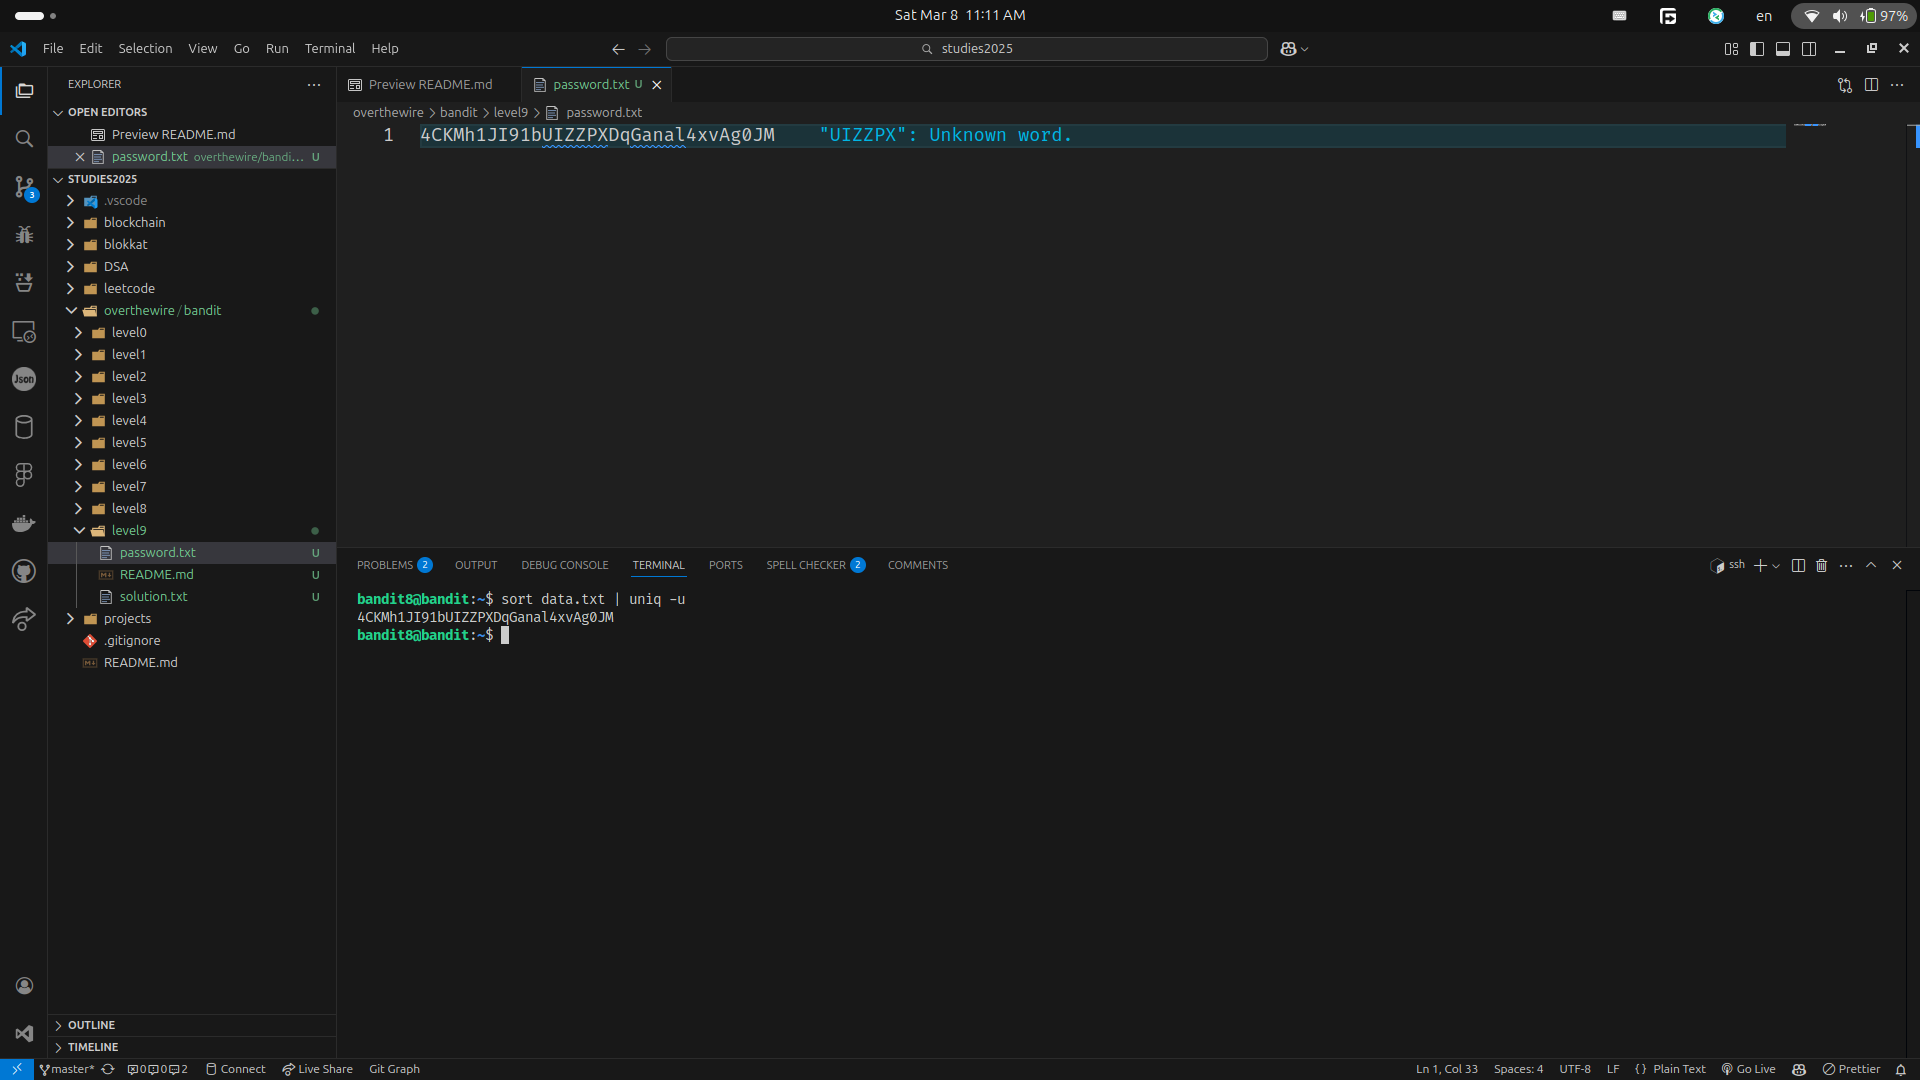 Sat Mar 8 11:11 AM
en
97%
File Edit Selection View Go Run Terminal Help
studies2025
EXPLORER
OPEN EDITORS
Preview README.md
password.txt overthewire/bandi... U
STUDIES2025
.vscode
blockchain
blokkat
DSA
leetcode
overthewire / bandit
level0
level1
level2
level3
level4
level5
level6
level7
level8
level9
password.txt U
README.md U
solution.txt U
projects
.gitignore
README.md
OUTLINE
TIMELINE
3
Json
Preview README.md
password.txt U
overthewire > bandit > level9 > password.txt
1 4CKMh1JI91bUIZZPXDqGanal4xvAg0JM "UIZZPX": Unknown word.
PROBLEMS 2 OUTPUT DEBUG CONSOLE TERMINAL PORTS SPELL CHECKER 2 COMMENTS
ssh
bandit8@bandit:~$ sort data.txt | uniq -u
4CKMh1JI91bUIZZPXDqGanal4xvAg0JM
bandit8@bandit:~$
master* 0 0 2 Connect Live Share Git Graph
Ln 1, Col 33 Spaces: 4 UTF-8 LF {} Plain Text Go Live Prettier